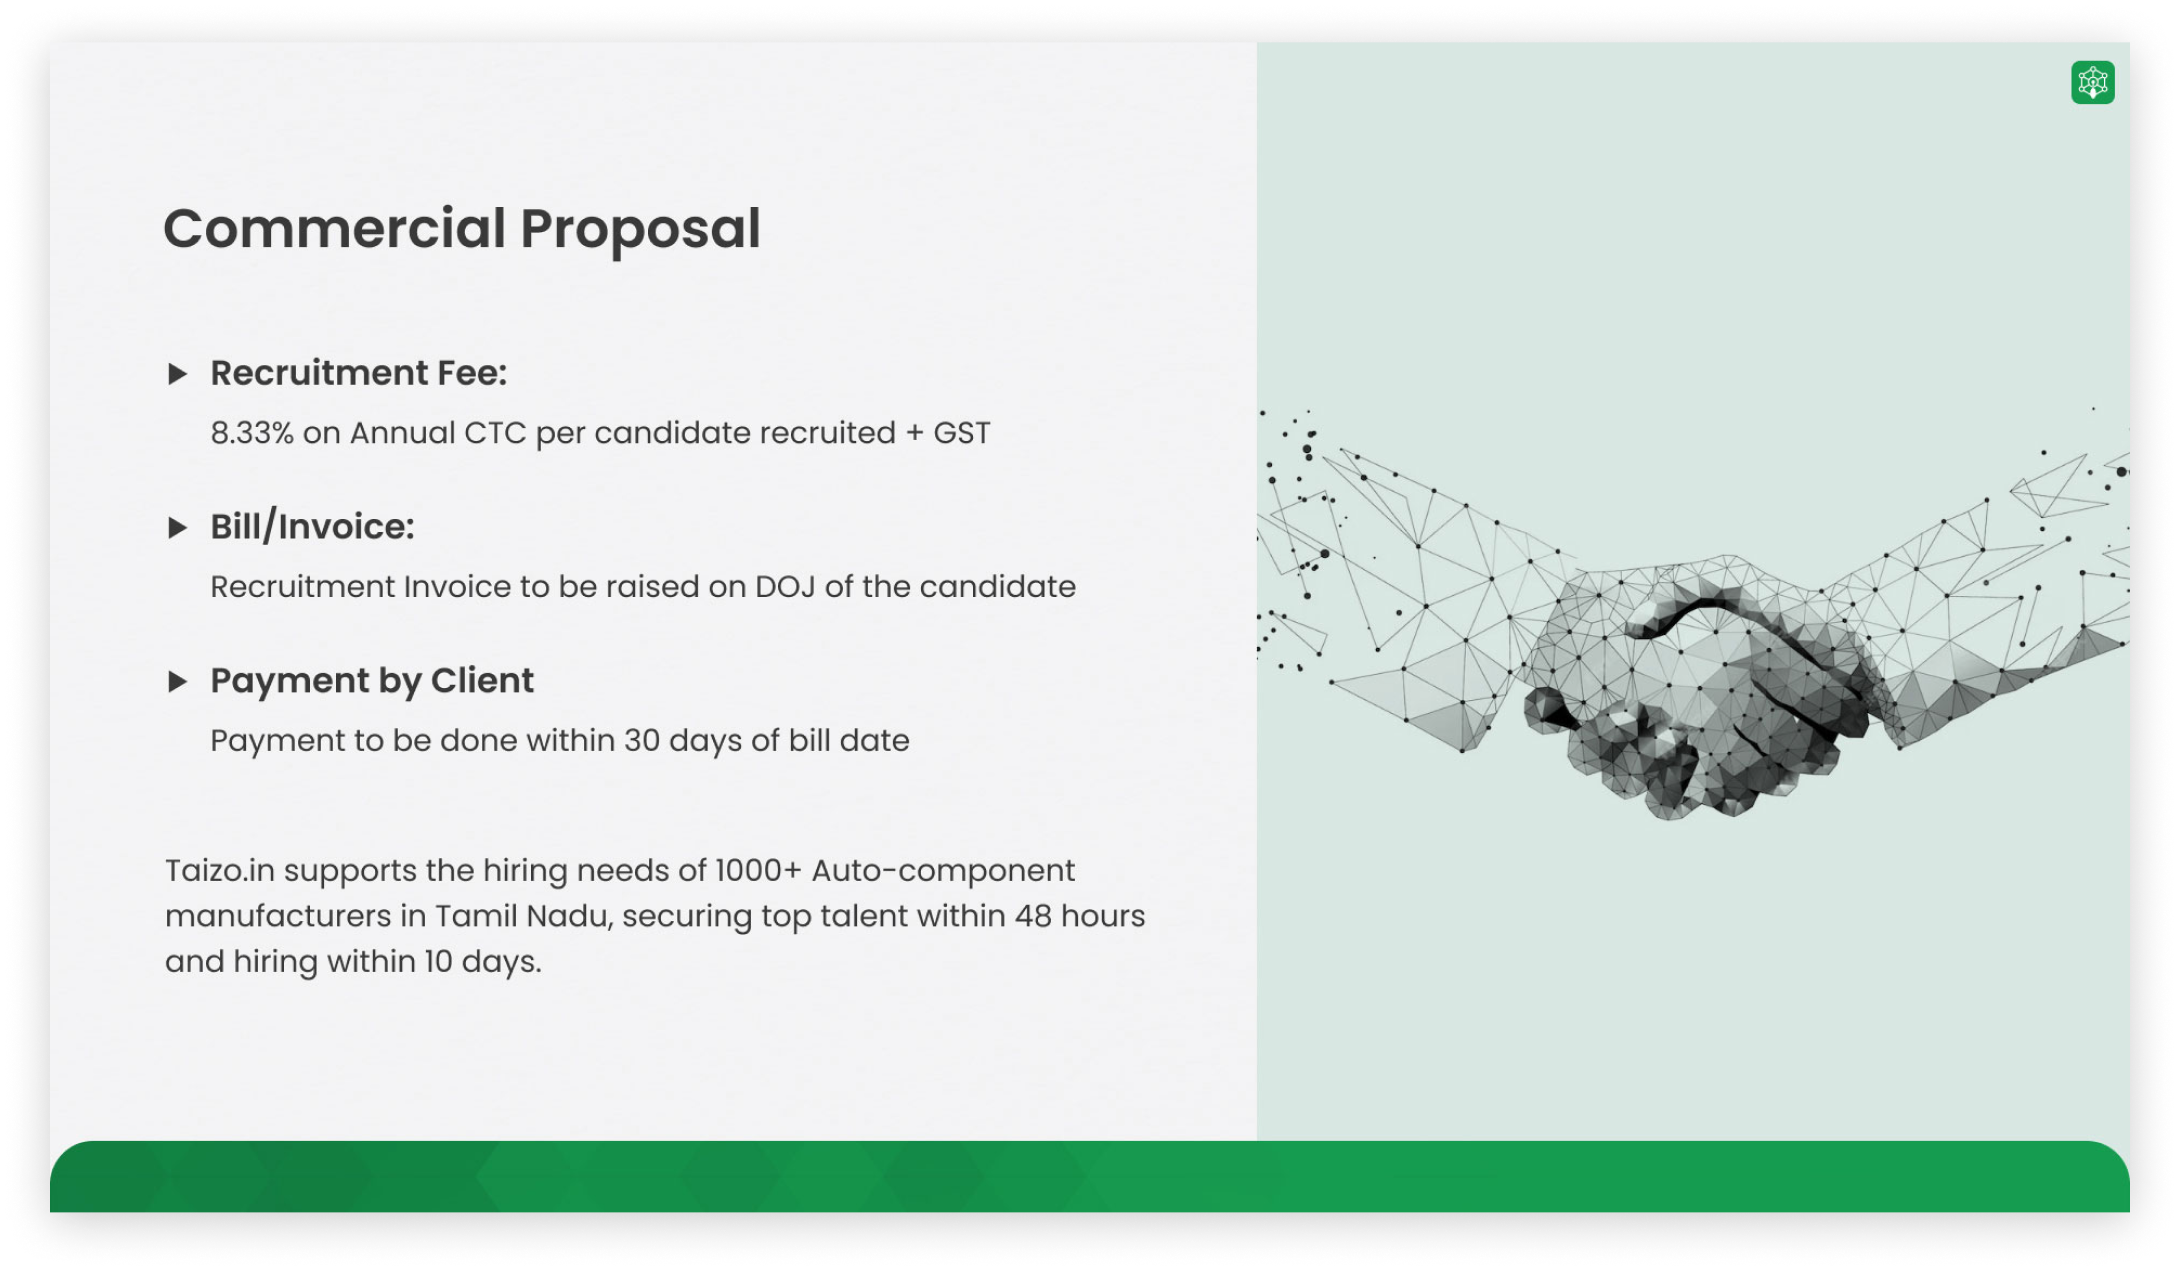 Commercial Proposal
Recruitment Fee:
8.33% on Annual CTC per candidate recruited + GST
Bill/Invoice:
Recruitment Invoice to be raised on DOJ of the candidate
Payment by Client
Payment to be done within 30 days of bill date
Taizo.in supports the hiring needs of 1000+ Auto-component
manufacturers in Tamil Nadu, securing top talent within 48 hours
and hiring within 10 days.